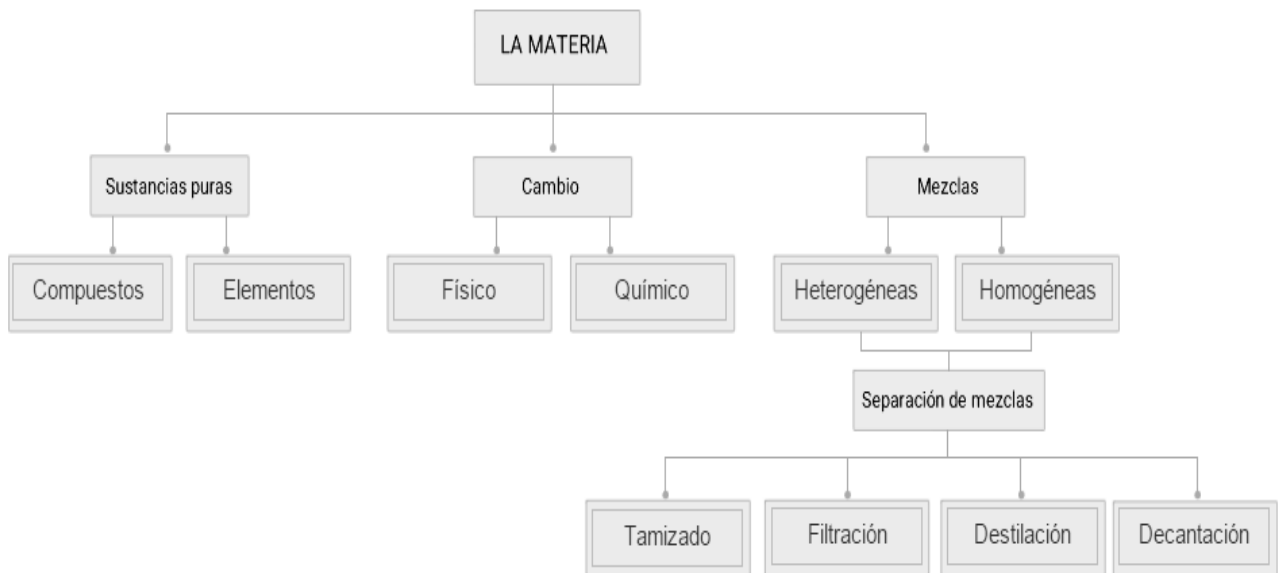 LA MATERIA
Sustancias puras
Cambio
Mezclas
Compuestos
Elementos
Físico
Químico
Heterogéneas
Homogéneas
Separación de mezclas
Tamizado
Filtración
Destilación
Decantación